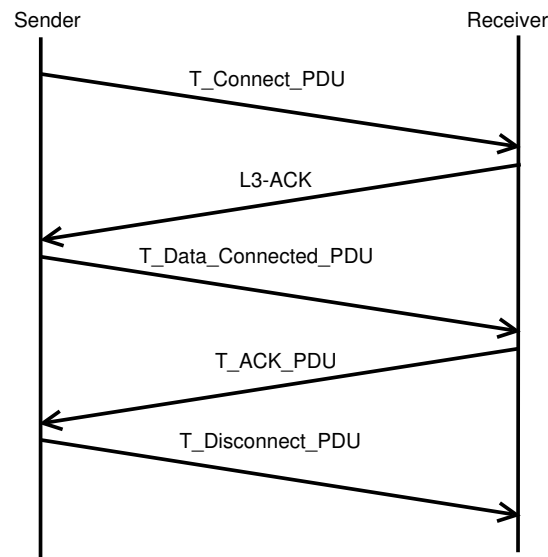 Sender
Receiver
T_Connect_PDU
L3-ACK
T_Data_Connected_PDU
T_ACK_PDU
T_Disconnect_PDU